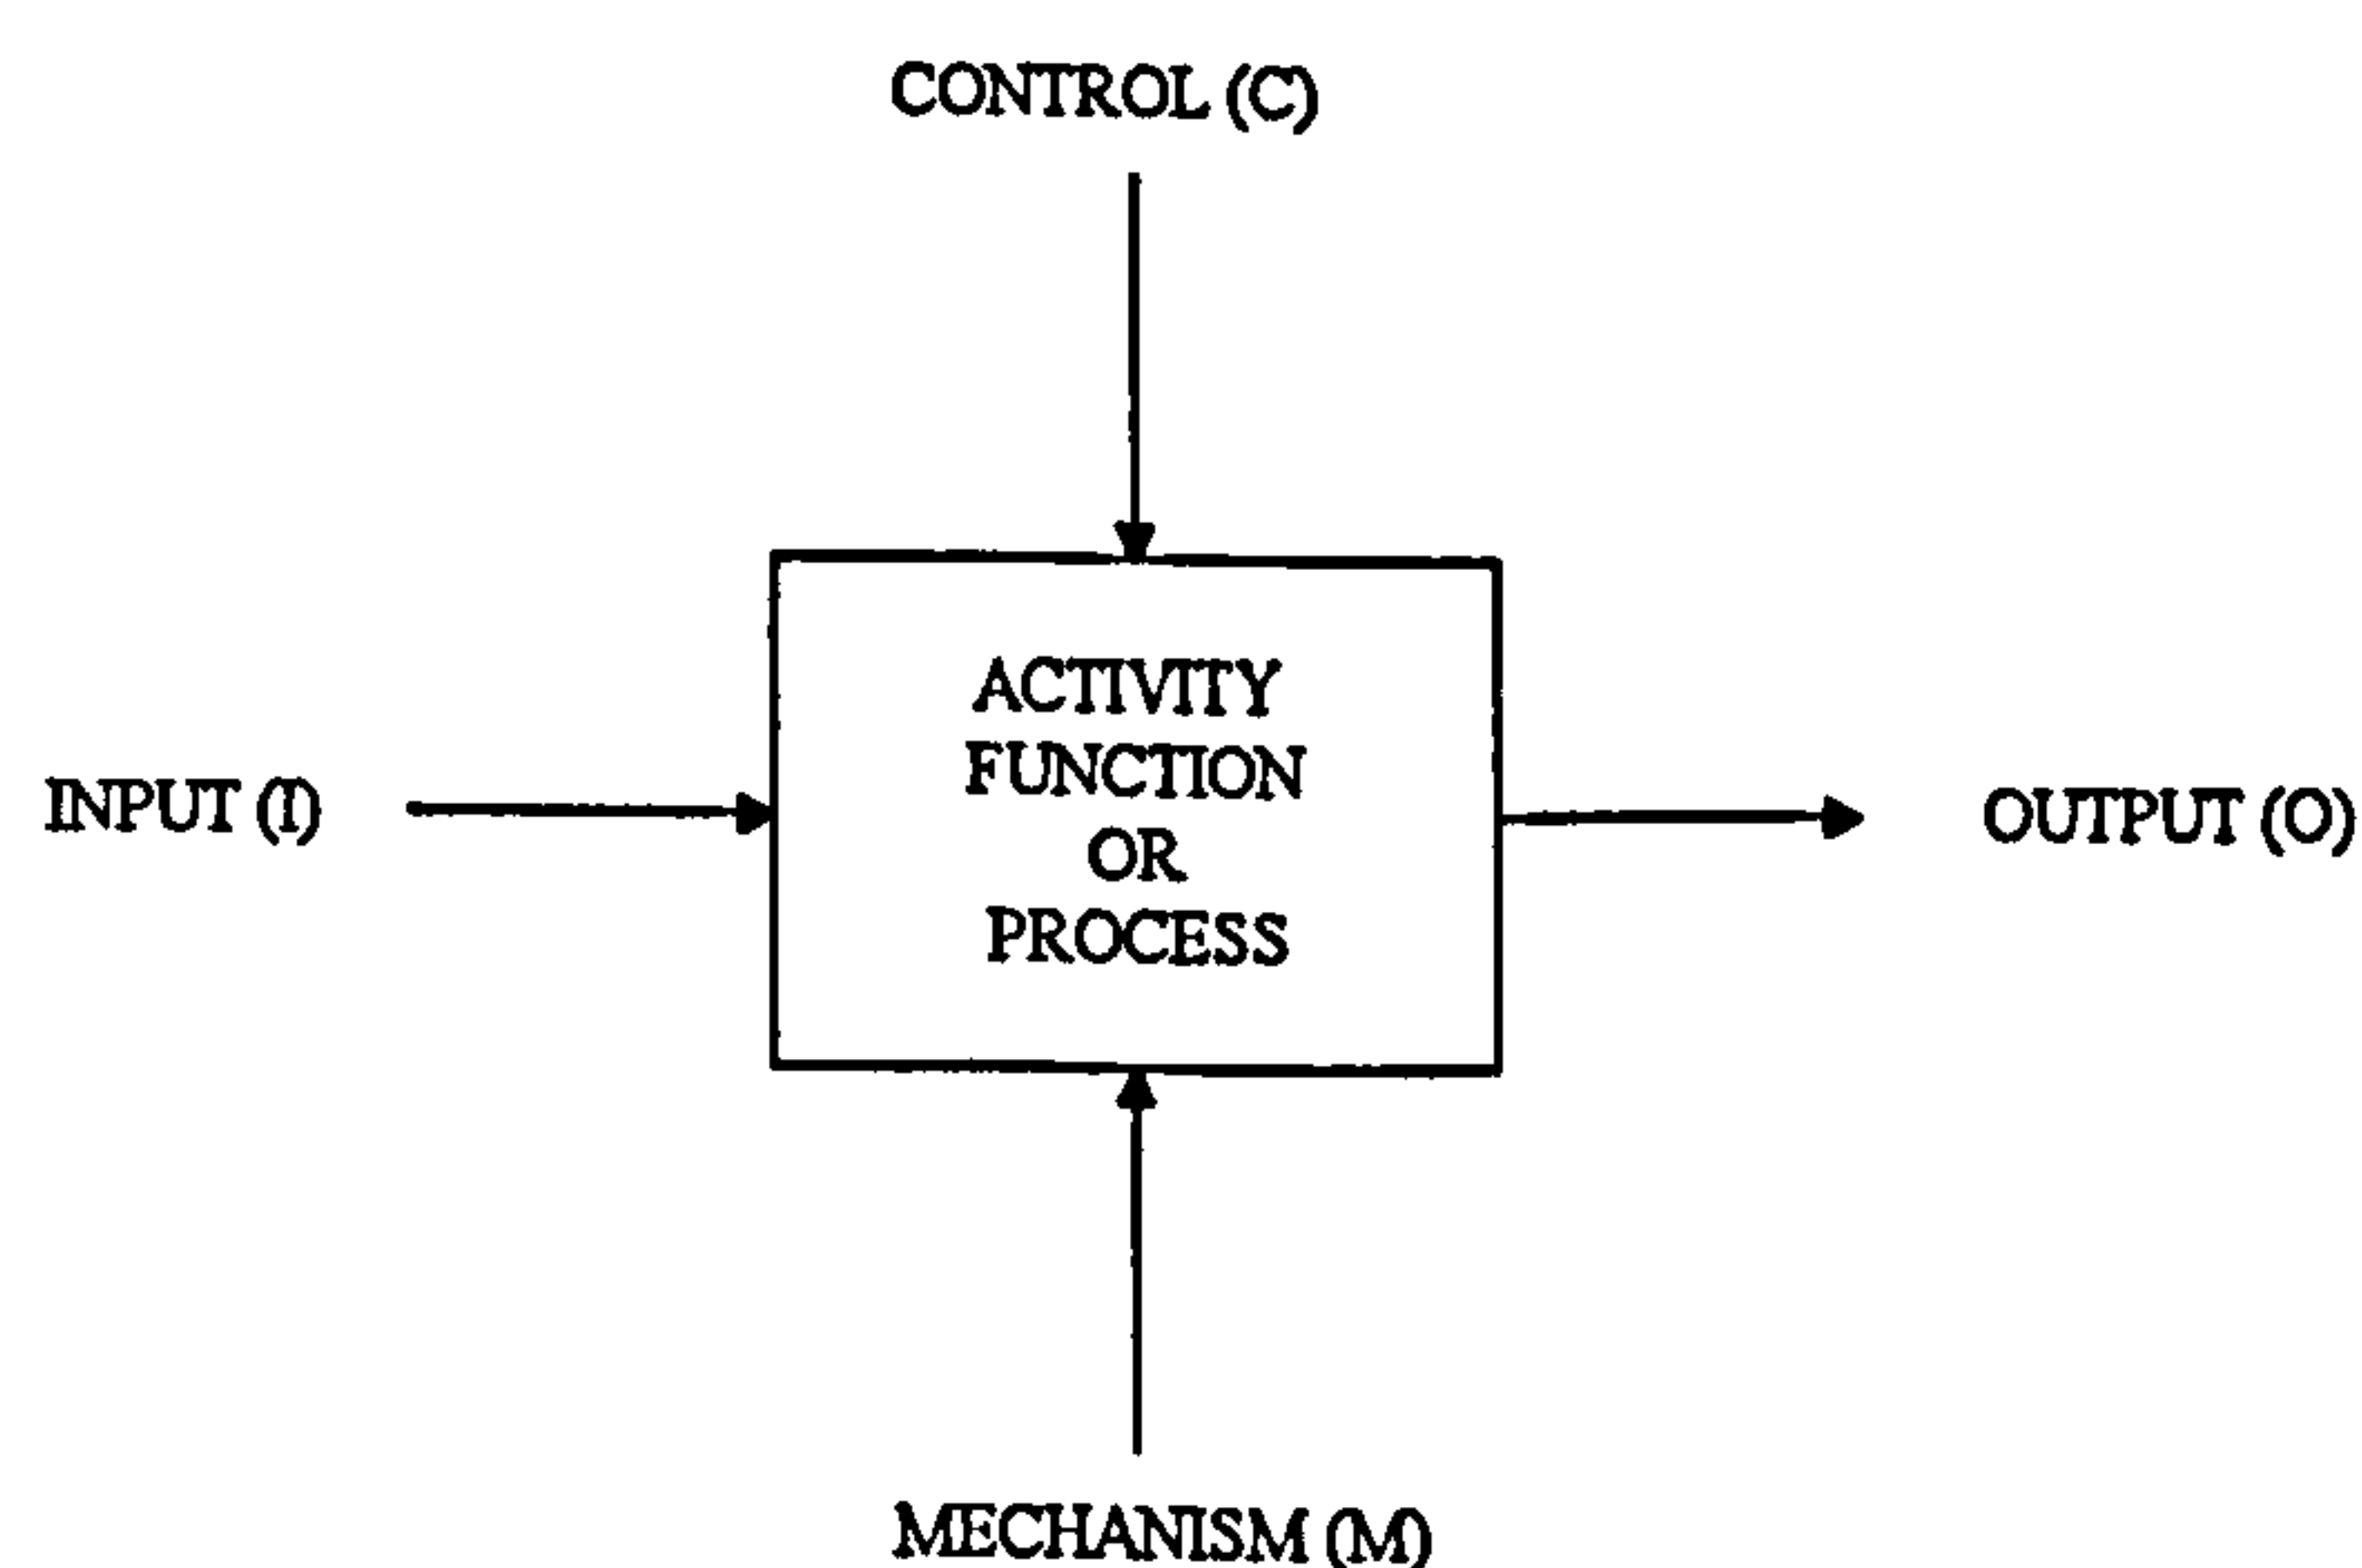 CONTROL (C)
ACTIVITY
FUNCTION
OR
PROCESS
INPUT (I)
OUTPUT (O)
MECHANISM (M)